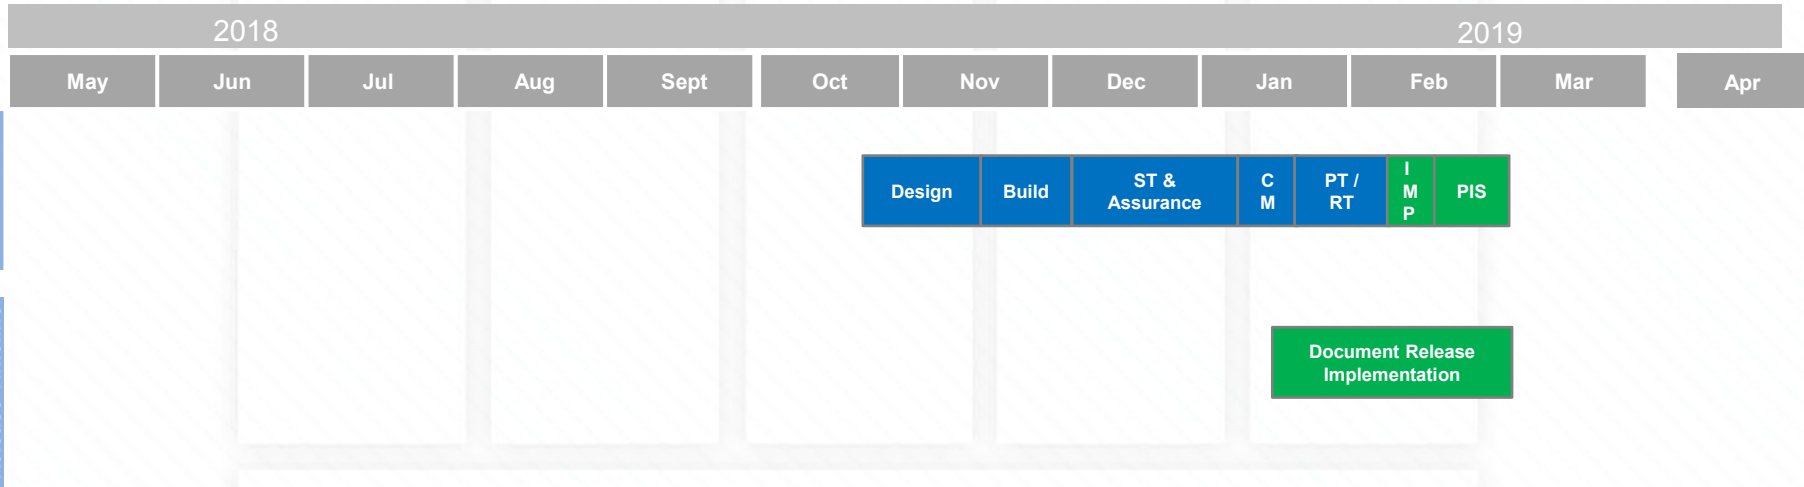 2018
2019
May
Jun
Jul
Aug
Sept
Oct
Nov
Dec
Jan
Feb
Mar
Apr
Design
Build
ST &
Assurance
C
M
PT /
RT
I
M
P
PIS
Document Release
Implementation